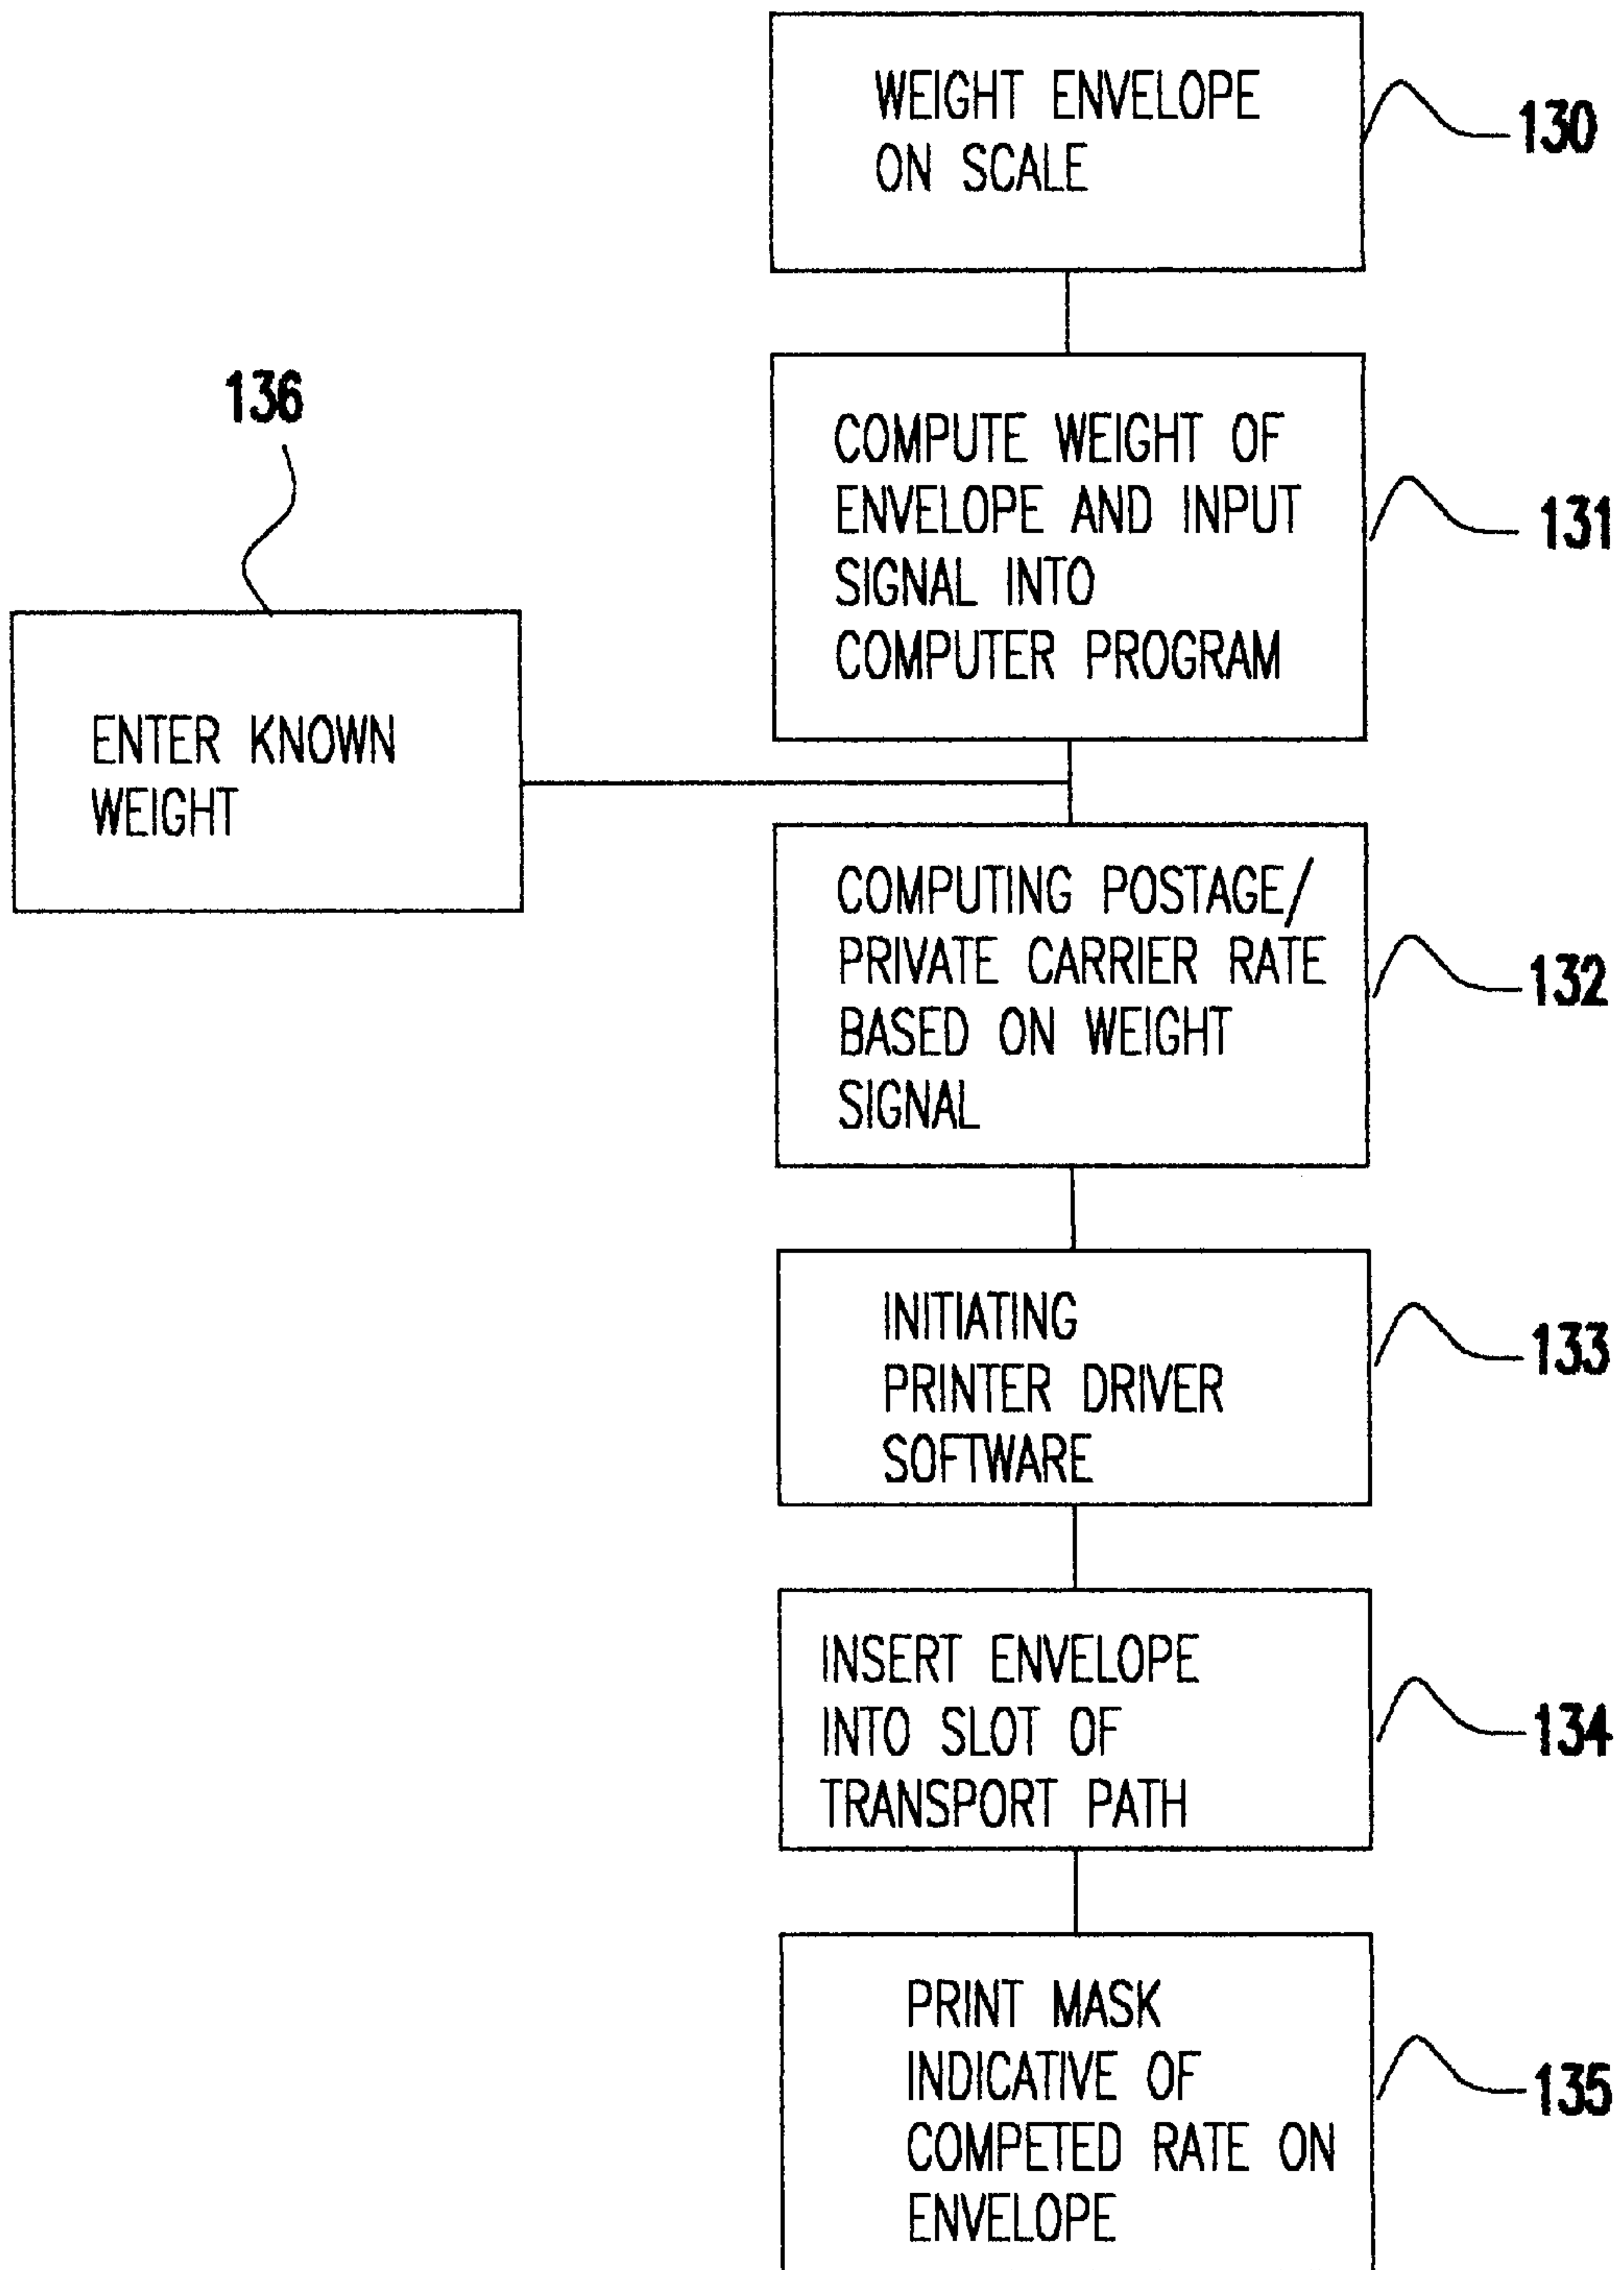 WEIGHT ENVELOPE
ON SCALE
130
COMPUTE WEIGHT OF
ENVELOPE AND INPUT
SIGNAL INTO
COMPUTER PROGRAM
131
136
ENTER KNOWN
WEIGHT
COMPUTING POSTAGE/
PRIVATE CARRIER RATE
BASED ON WEIGHT
SIGNAL
132
INITIATING
PRINTER DRIVER
SOFTWARE
133
INSERT ENVELOPE
INTO SLOT OF
TRANSPORT PATH
134
PRINT MASK
INDICATIVE OF
COMPETED RATE ON
ENVELOPE
135